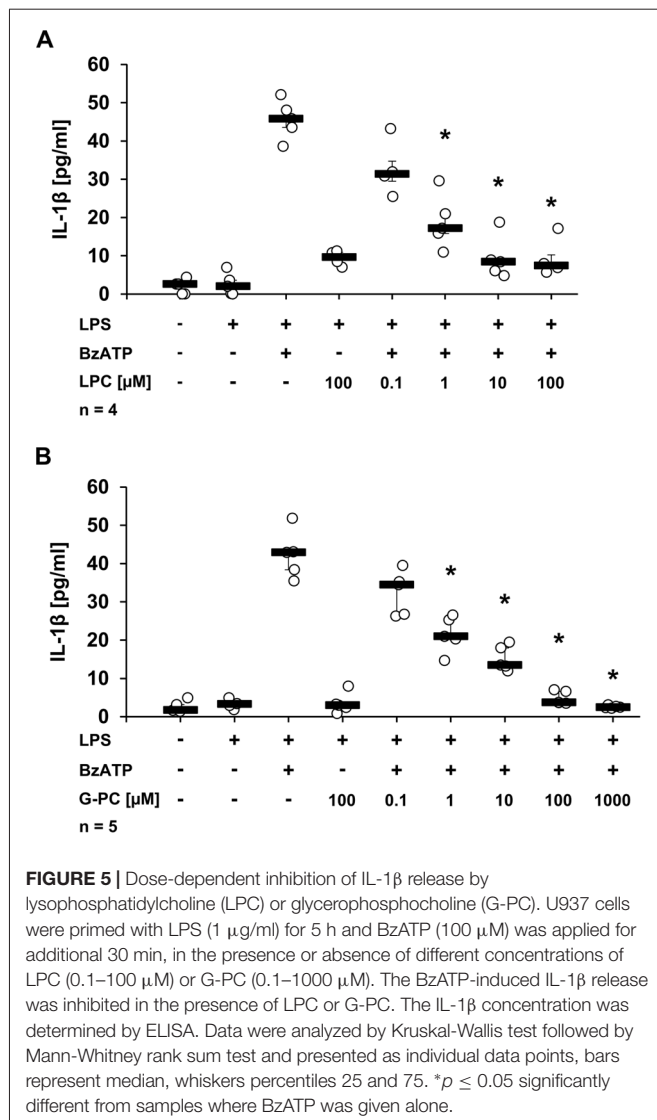 A
60
50
40
30
20
10
0
IL-1β [pg/ml]
* * *
LPS - + + + + + + +
BzATP - - + - + + + +
LPC [µM] - - - 100 0.1 1 10 100
n = 4
B
60
50
40
30
20
10
0
IL-1β [pg/ml]
* * * *
LPS - + + + + + + + +
BzATP - - + - + + + + +
G-PC [µM] - - - 100 0.1 1 10 100 1000
n = 5
FIGURE 5 | Dose-dependent inhibition of IL-1β release by
lysophosphatidylcholine (LPC) or glycerophosphocholine (G-PC). U937 cells
were primed with LPS (1 µg/ml) for 5 h and BzATP (100 µM) was applied for
additional 30 min, in the presence or absence of different concentrations of
LPC (0.1–100 µM) or G-PC (0.1–1000 µM). The BzATP-induced IL-1β release
was inhibited in the presence of LPC or G-PC. The IL-1β concentration was
determined by ELISA. Data were analyzed by Kruskal-Wallis test followed by
Mann-Whitney rank sum test and presented as individual data points, bars
represent median, whiskers percentiles 25 and 75. *p ≤ 0.05 significantly
different from samples where BzATP was given alone.